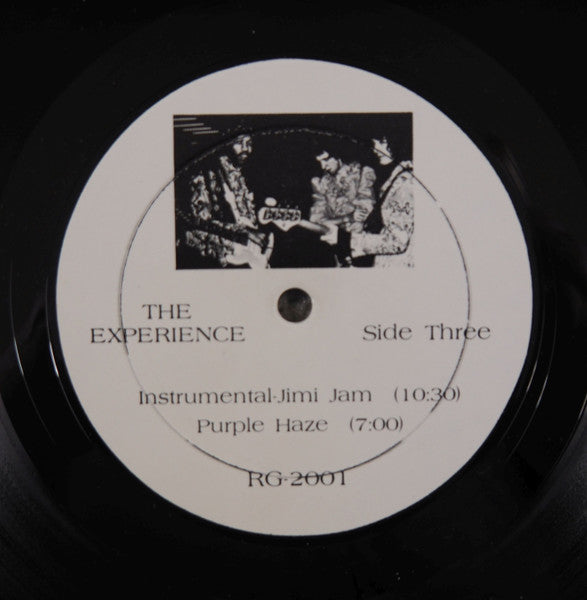 THE
EXPERIENCE
Side Three
Instrumental-Jimi Jam (10:30)
Purple Haze (7:00)
RG-2001